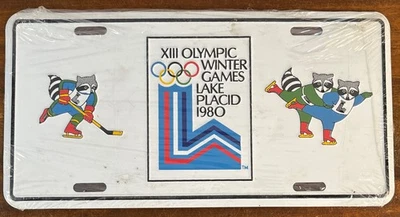 XIII OLYMPIC
WINTER
GAMES
LAKE
PLACID
1980
TM